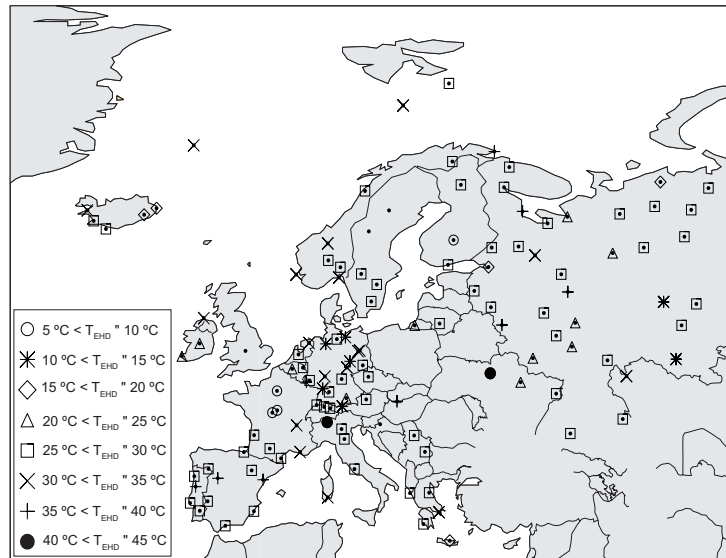 5 ºC < T_EHD " 10 ºC
10 ºC < T_EHD " 15 ºC
15 ºC < T_EHD " 20 ºC
20 ºC < T_EHD " 25 ºC
25 ºC < T_EHD " 30 ºC
30 ºC < T_EHD " 35 ºC
35 ºC < T_EHD " 40 ºC
40 ºC < T_EHD " 45 ºC